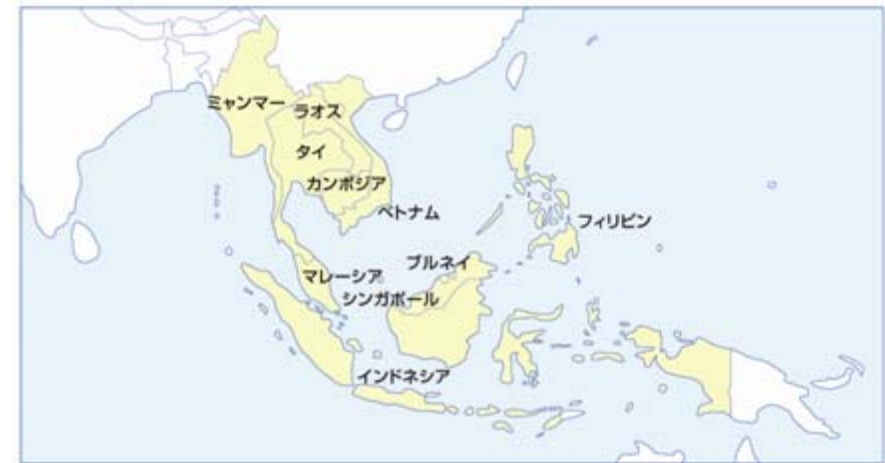 ミャンマー
ラオス
タイ
カンボジア
ベトナム
フィリピン
ブルネイ
マレーシア
シンガポール
インドネシア